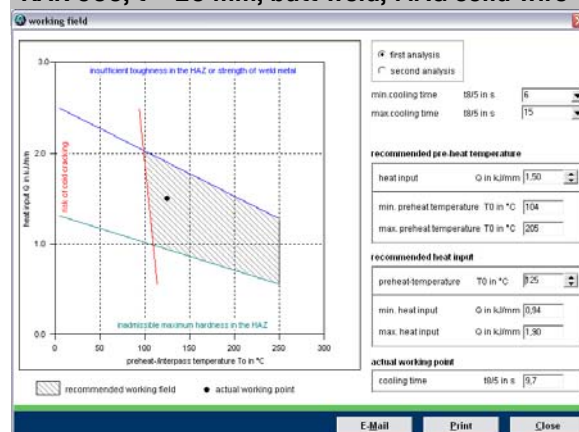 working field
insufficient toughness in the HAZ or strength of weld metal
risk of cold cracking
inadmissible maximum hardness in the HAZ
heat input Q in kJ/mm
3.0
2.0
1.0
0.0
0 50 100 150 200 250 300
preheat-/interpass temperature To in °C
recommended working field
actual working point
first analysis
second analysis
min.cooling time t8/5 in s 6
max.cooling time t8/5 in s 15
recommended pre-heat temperature
heat input Q in kJ/mm 1,50
min. preheat temperature T0 in °C 104
max. preheat temperature T0 in °C 205
recommended heat input
preheat-temperature T0 in °C 125
min. heat input Q in kJ/mm 0,94
max. heat input Q in kJ/mm 1,90
actual working point
cooling time t8/5 in s 9,7
E-Mail Print Close